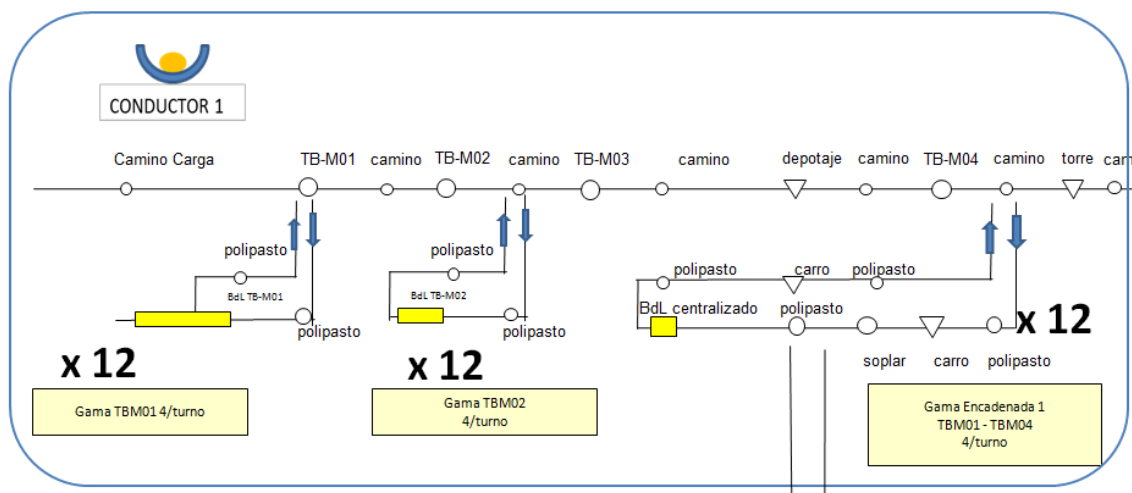 CONDUCTOR 1
Camino Carga
TB-M01
camino
TB-M02
camino
TB-M03
camino
depotaje
camino
TB-M04
camino
torre
cam
polipasto
polipasto
polipasto
carro
polipasto
BdL TB-M01
BdL TB-M02
BdL centralizado
polipasto
polipasto
polipasto
x 12
x 12
x 12
soplar
carro
polipasto
Gama TBM01 4/turno
Gama TBM02
4/turno
Gama Encadenada 1
TBM01 - TBM04
4/turno